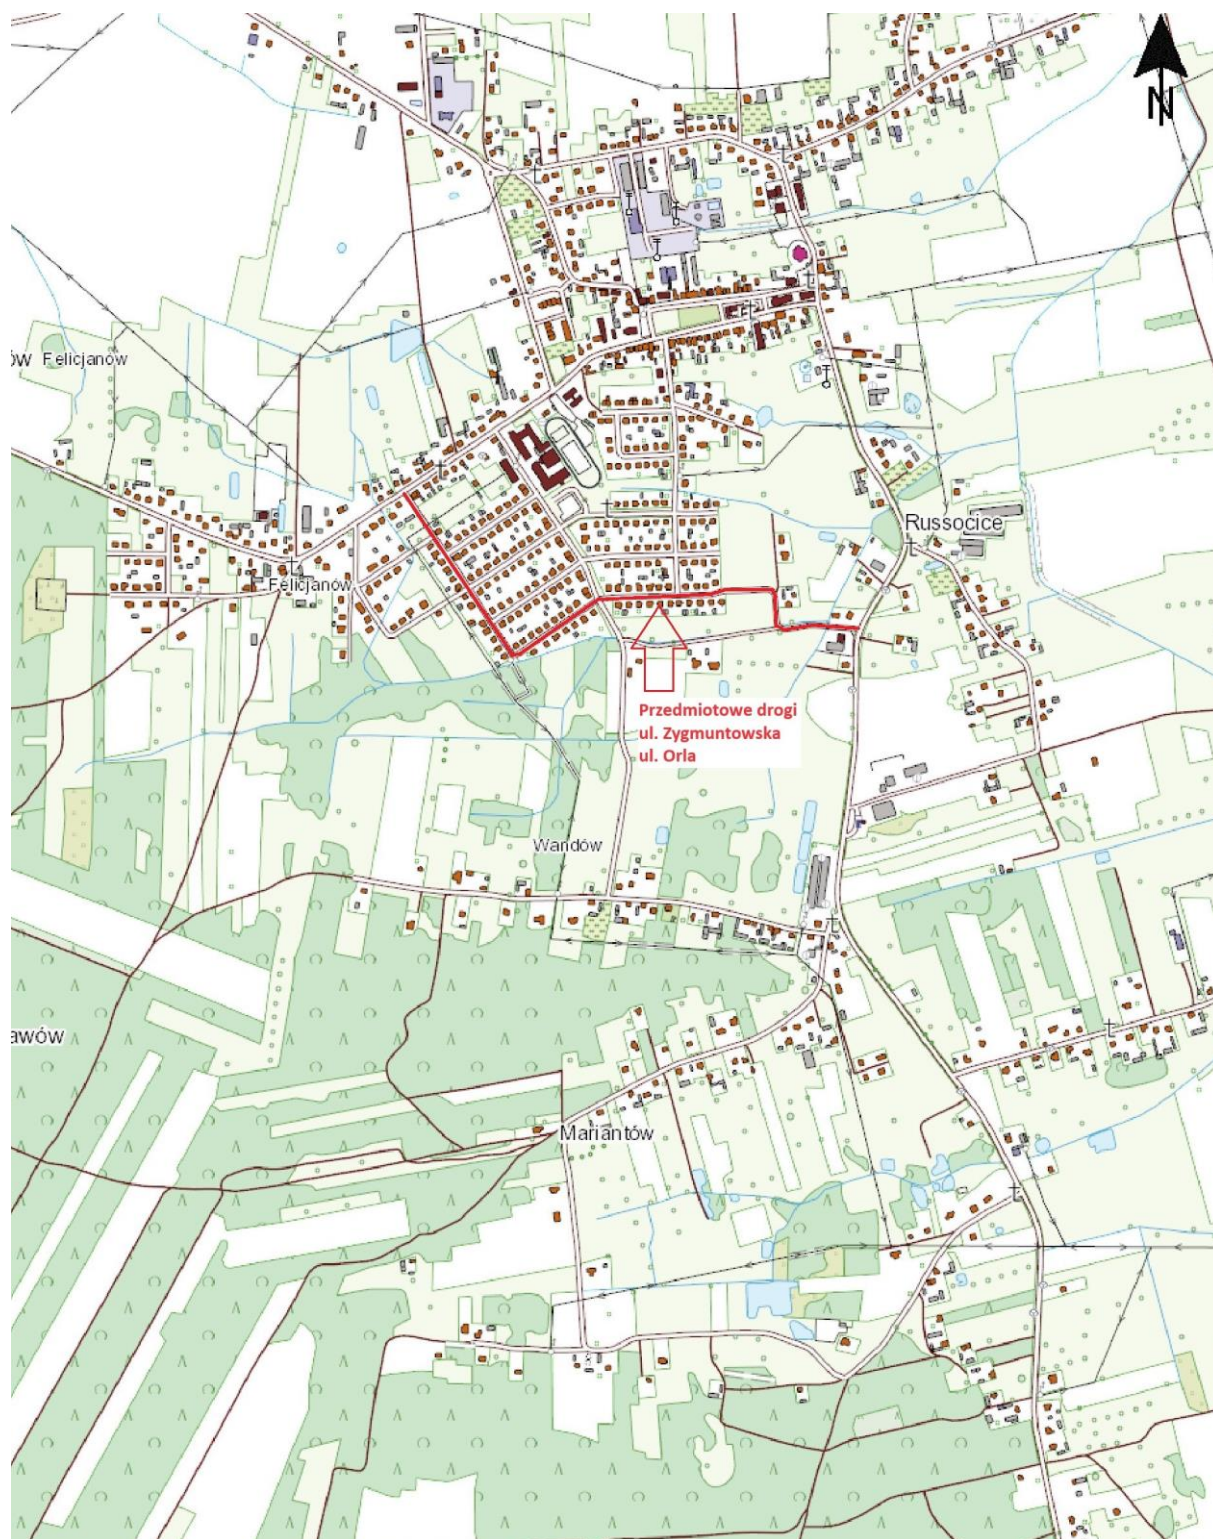 N
ów
Felicjanów
Russocice
Felicjanów
Przedmiotowe drogi
ul. Zygmuntowska
ul. Orla
Wandów
awów
Mariantów